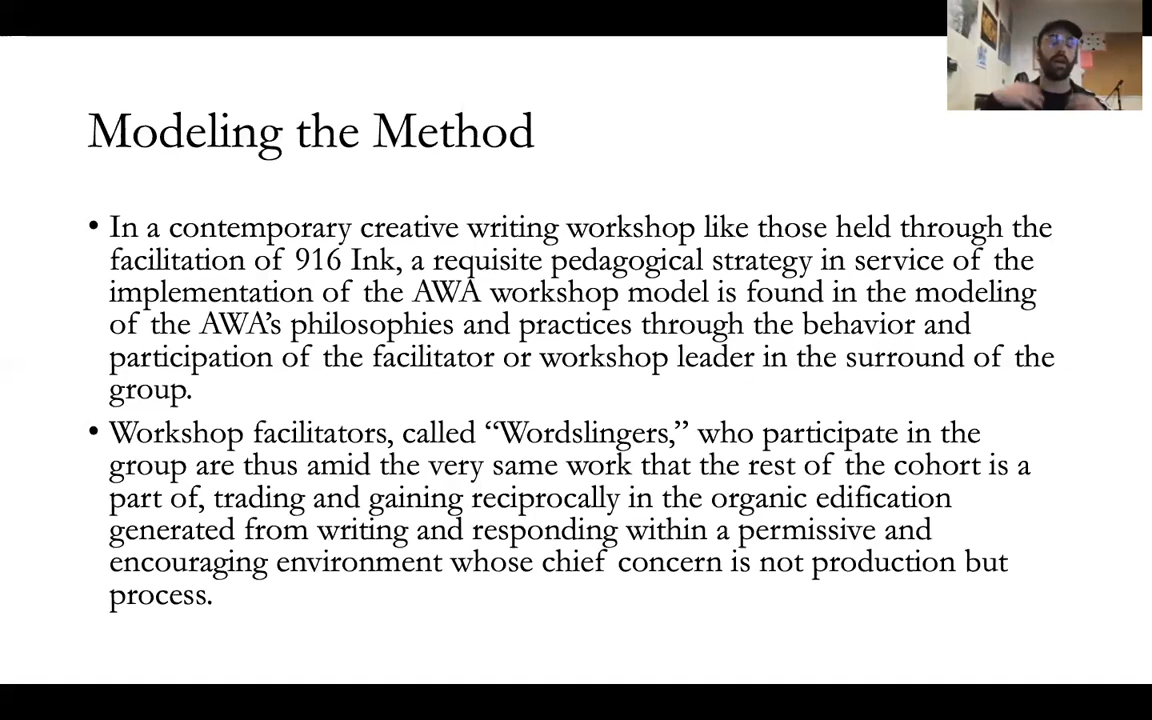 Modeling the Method
• In a contemporary creative writing workshop like those held through the
facilitation of 916 Ink, a requisite pedagogical strategy in service of the
implementation of the AWA workshop model is found in the modeling
of the AWA’s philosophies and practices through the behavior and
participation of the facilitator or workshop leader in the surround of the
group.
• Workshop facilitators, called “Wordslingers,” who participate in the
group are thus amid the very same work that the rest of the cohort is a
part of, trading and gaining reciprocally in the organic edification
generated from writing and responding within a permissive and
encouraging environment whose chief concern is not production but
process.